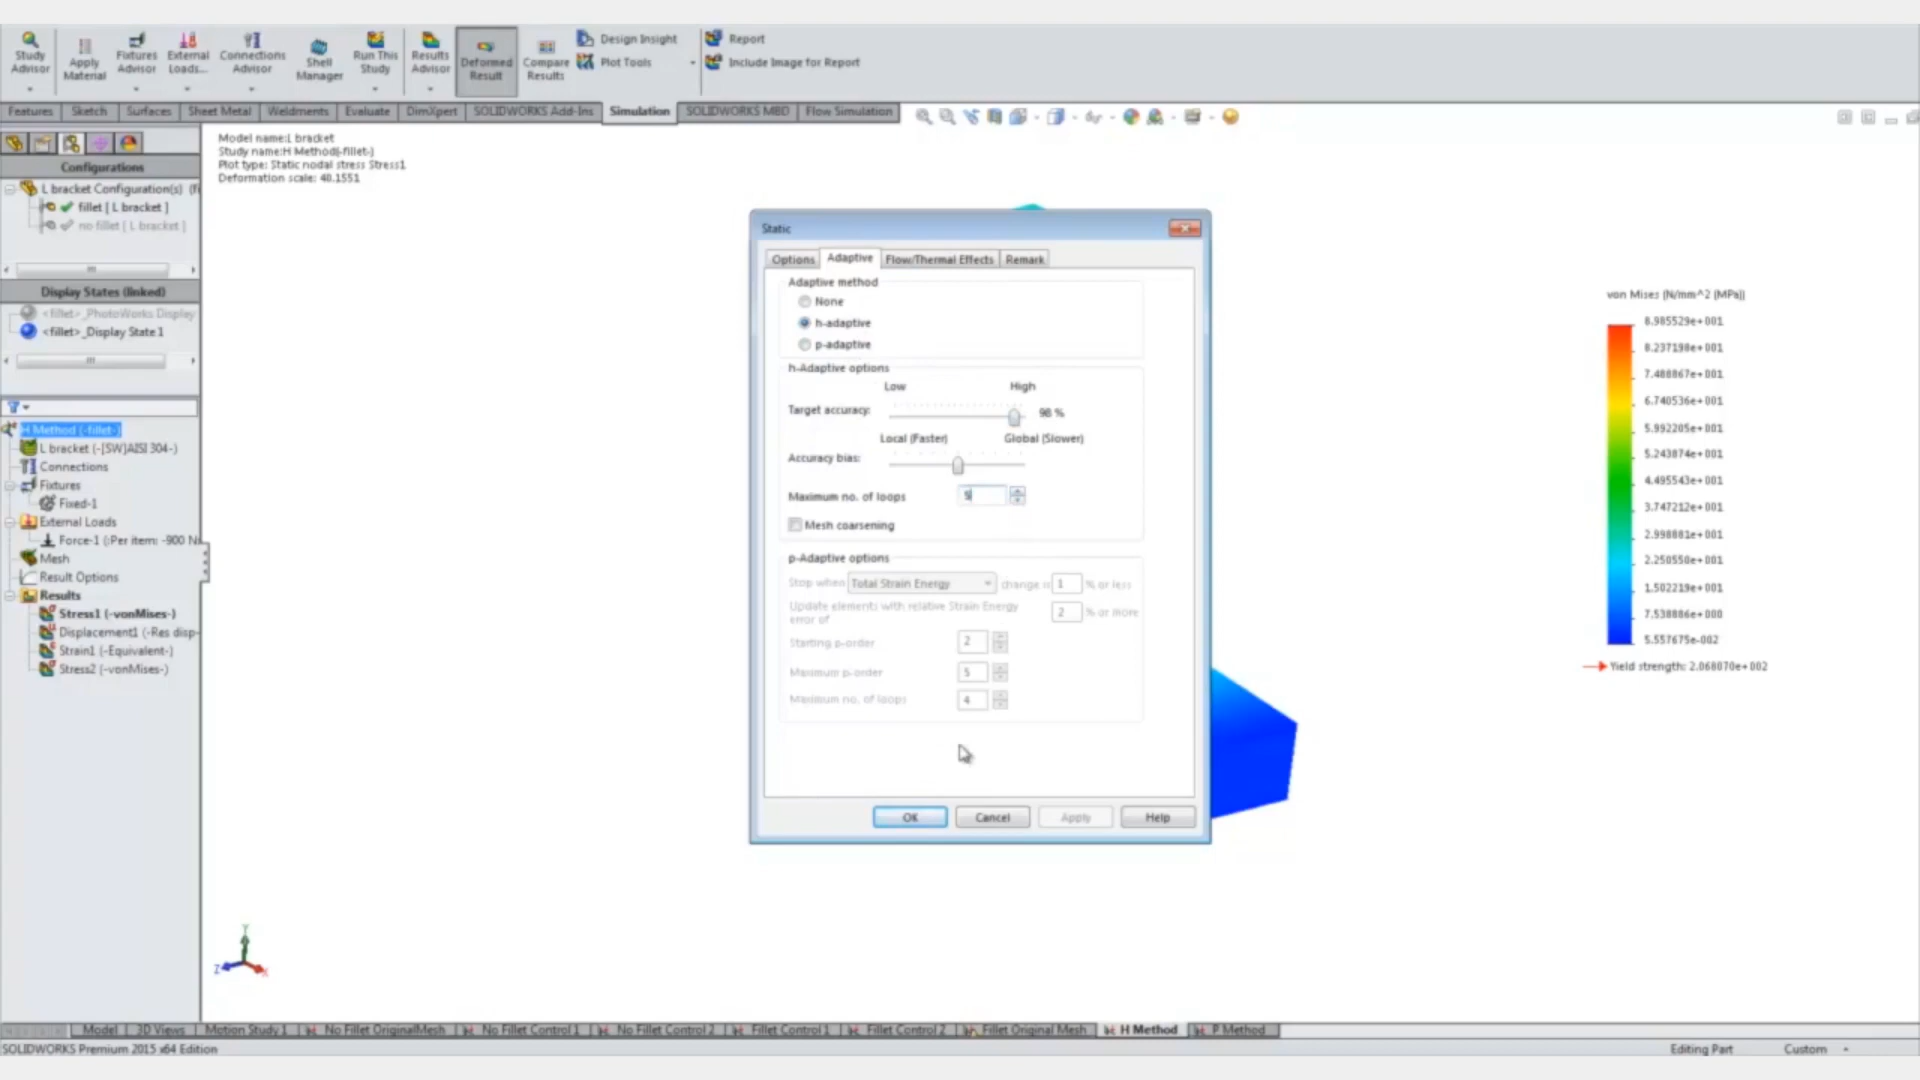 Study Advisor
Apply Material
Fixtures Advisor
External Loads...
Connections Advisor
Shell Manager
Run This Study
Results Advisor
Deformed Result
Compare Results
Design Insight
Plot Tools
Report
Include Image for Report
Features Sketch Surfaces Sheet Metal Weldments Evaluate DimXpert SOLIDWORKS Add-Ins Simulation SOLIDWORKS MBD Flow Simulation
Model name:L bracket
Study name:H Method(-fillet-)
Plot type: Static nodal stress Stress1
Deformation scale: 40.1551
Configurations
L bracket Configuration(s) (fi
fillet [ L bracket ]
no fillet [ L bracket ]
Display States (linked)
<fillet>_PhotoWorks Display
<fillet>_Display State 1
H Method (-fillet-)
L bracket (-[SW]AISI 304-)
Connections
Fixtures
Fixed-1
External Loads
Force-1 (:Per item: -900 N
Mesh
Result Options
Results
Stress1 (-vonMises-)
Displacement1 (-Res disp-
Strain1 (-Equivalent-)
Stress2 (-vonMises-)
Static
Options Adaptive Flow/Thermal Effects Remark
Adaptive method
None
h-adaptive
p-adaptive
h-Adaptive options
Low High
Target accuracy: 98 %
Local (Faster) Global (Slower)
Accuracy bias:
Maximum no. of loops 5
Mesh coarsening
p-Adaptive options
Stop when Total Strain Energy change is 1 % or less
Update elements with relative Strain Energy error of 2 % or more
Starting p-order 2
Maximum p-order 5
Maximum no. of loops 4
OK Cancel Apply Help
von Mises (N/mm^2 (MPa))
8.985529e+001
8.237198e+001
7.488867e+001
6.740536e+001
5.992205e+001
5.243874e+001
4.495543e+001
3.747212e+001
2.998881e+001
2.250550e+001
1.502219e+001
7.538886e+000
5.557675e-002
Yield strength: 2.068070e+002
Y
Z
X
Model 3D Views Motion Study 1 No Fillet OriginalMesh No Fillet Control 1 No Fillet Control 2 Fillet Control 1 Fillet Control 2 Fillet Original Mesh H Method P Method
SOLIDWORKS Premium 2015 x64 Edition
Editing Part Custom